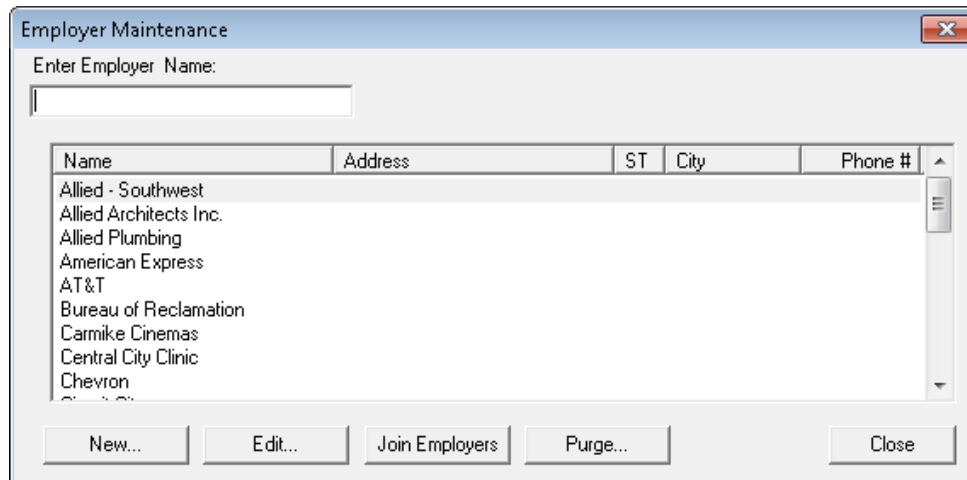 Employer Maintenance
Enter Employer Name:
Name Address ST City Phone #
Allied - Southwest
Allied Architects Inc.
Allied Plumbing
American Express
AT&T
Bureau of Reclamation
Carmike Cinemas
Central City Clinic
Chevron
New... Edit... Join Employers Purge... Close